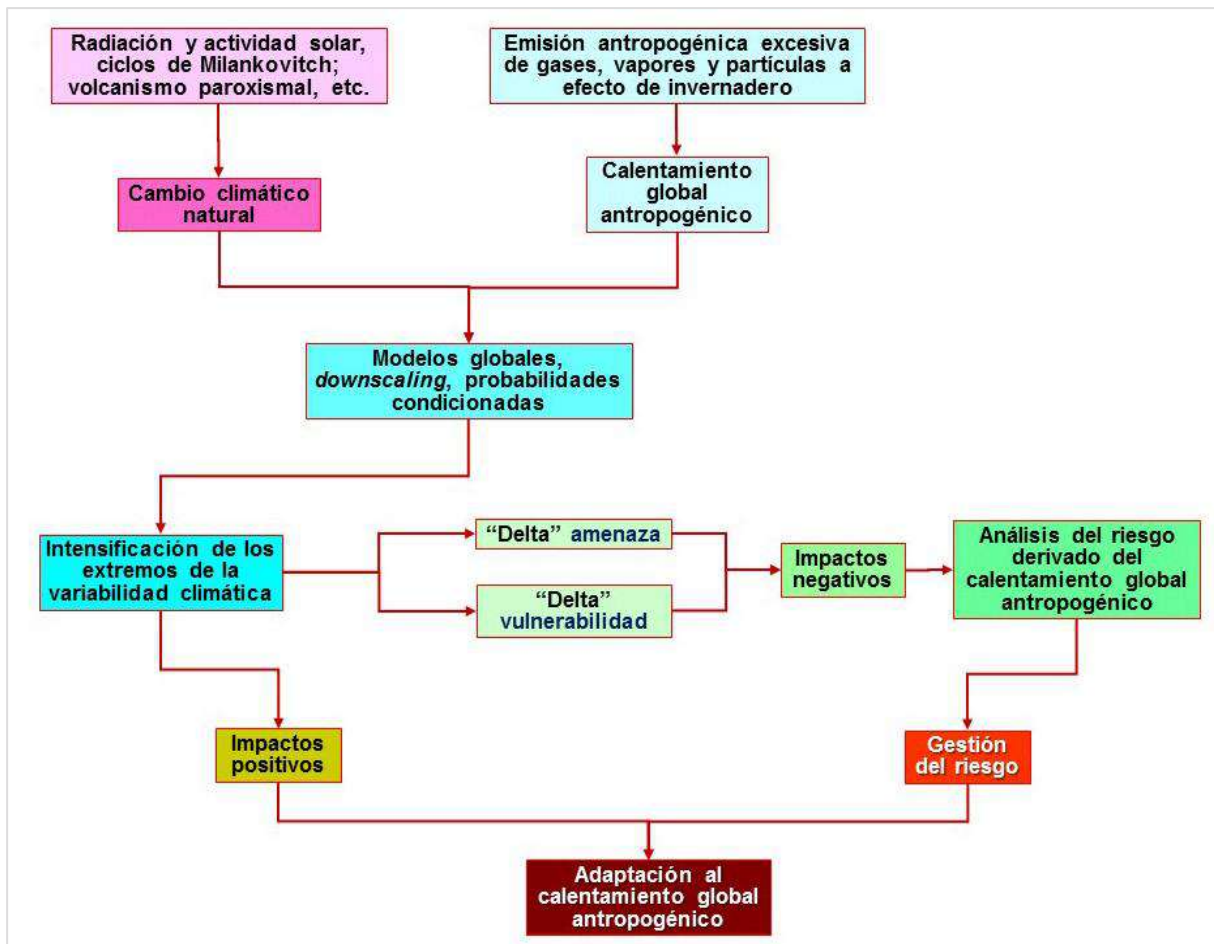 Radiación y actividad solar,
ciclos de Milankovitch;
volcanismo paroxismal, etc.
Emisión antropogénica excesiva
de gases, vapores y partículas a
efecto de invernadero
Cambio climático
natural
Calentamiento
global
antropogénico
Modelos globales,
downscaling, probabilidades
condicionadas
Intensificación de los
extremos de la
variabilidad climática
“Delta” amenaza
“Delta”
vulnerabilidad
Impactos
negativos
Análisis del riesgo
derivado del
calentamiento global
antropogénico
Impactos
positivos
Gestión
del riesgo
Adaptación al
calentamiento global
antropogénico